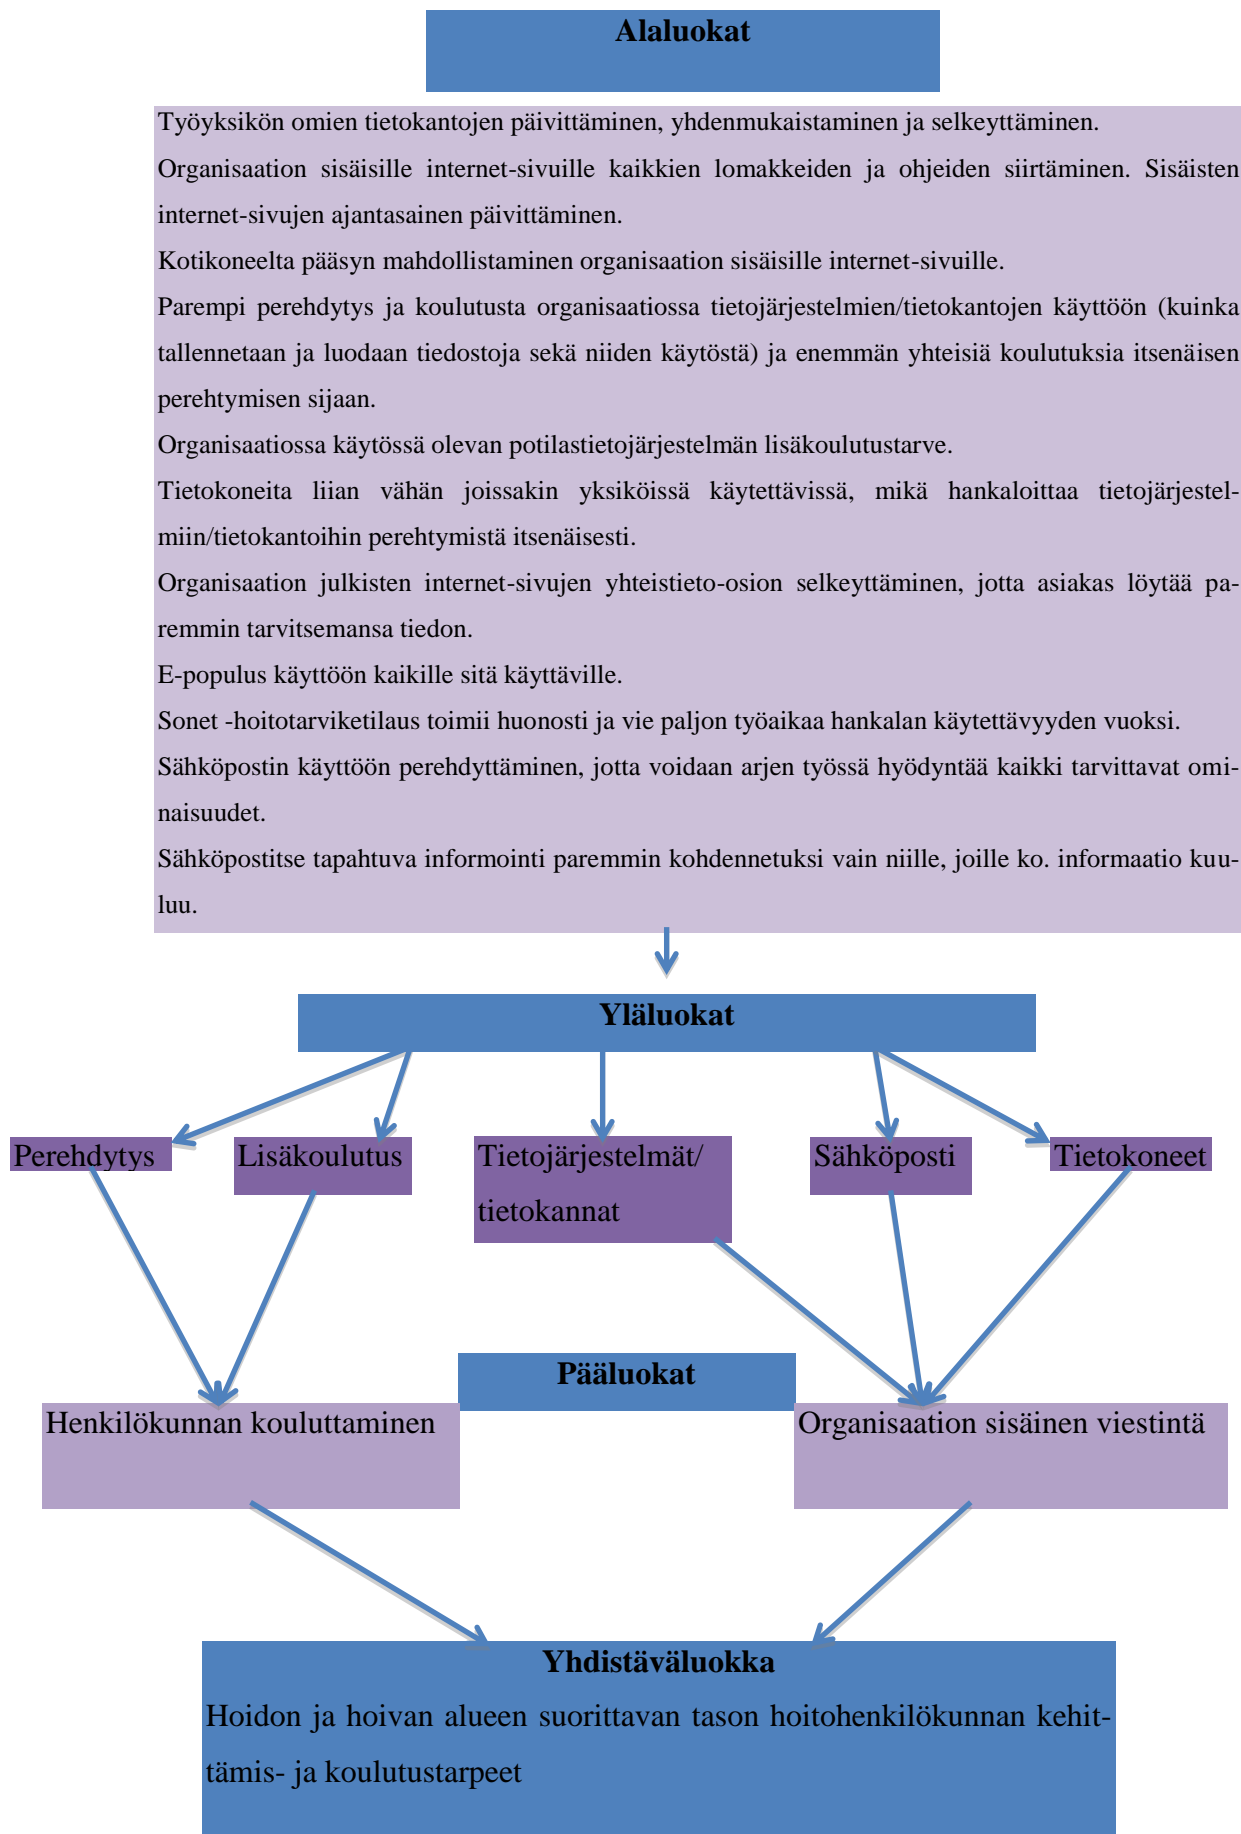 Alaluokat
Työyksikön omien tietokantojen päivittäminen, yhdenmukaistaminen ja selkeyttäminen.
Organisaation sisäisille internet-sivuille kaikkien lomakkeiden ja ohjeiden siirtäminen. Sisäisten
internet-sivujen ajantasainen päivittäminen.
Kotikoneelta pääsyn mahdollistaminen organisaation sisäisille internet-sivuille.
Parempi perehdytys ja koulutusta organisaatiossa tietojärjestelmien/tietokantojen käyttöön (kuinka
tallennetaan ja luodaan tiedostoja sekä niiden käytöstä) ja enemmän yhteisiä koulutuksia itsenäisen
perehtymisen sijaan.
Organisaatiossa käytössä olevan potilastietojärjestelmän lisäkoulutustarve.
Tietokoneita liian vähän joissakin yksiköissä käytettävissä, mikä hankaloittaa tietojärjestel-
miin/tietokantoihin perehtymistä itsenäisesti.
Organisaation julkisten internet-sivujen yhteistieto-osion selkeyttäminen, jotta asiakas löytää pa-
remmin tarvitsemansa tiedon.
E-populus käyttöön kaikille sitä käyttäville.
Sonet -hoitotarviketilaus toimii huonosti ja vie paljon työaikaa hankalan käytettävyyden vuoksi.
Sähköpostin käyttöön perehdyttäminen, jotta voidaan arjen työssä hyödyntää kaikki tarvittavat omi-
naisuudet.
Sähköpostitse tapahtuva informointi paremmin kohdennetuksi vain niille, joille ko. informaatio kuu-
luu.
Yläluokat
Perehdytys
Lisäkoulutus
Tietojärjestelmät/
tietokannat
Sähköposti
Tietokoneet
Pääluokat
Henkilökunnan kouluttaminen
Organisaation sisäinen viestintä
Yhdistäväluokka
Hoidon ja hoivan alueen suorittavan tason hoitohenkilökunnan kehit-
tämis- ja koulutustarpeet